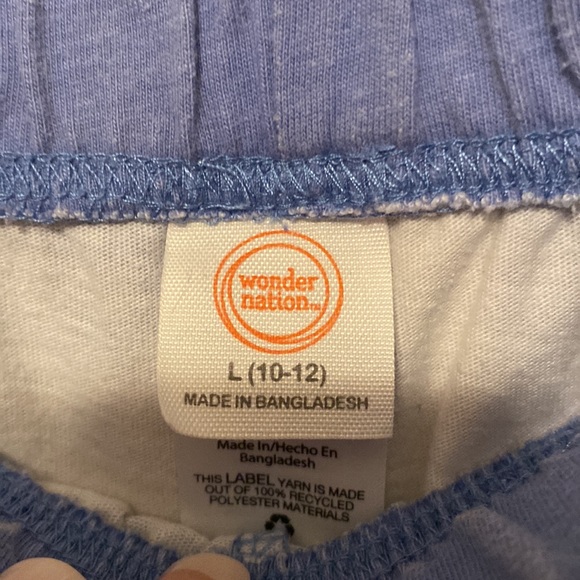 wonder
nation™
L (10-12)
MADE IN BANGLADESH
Made In/Hecho En
Bangladesh
THIS LABEL YARN IS MADE
OUT OF 100% RECYCLED
POLYESTER MATERIALS